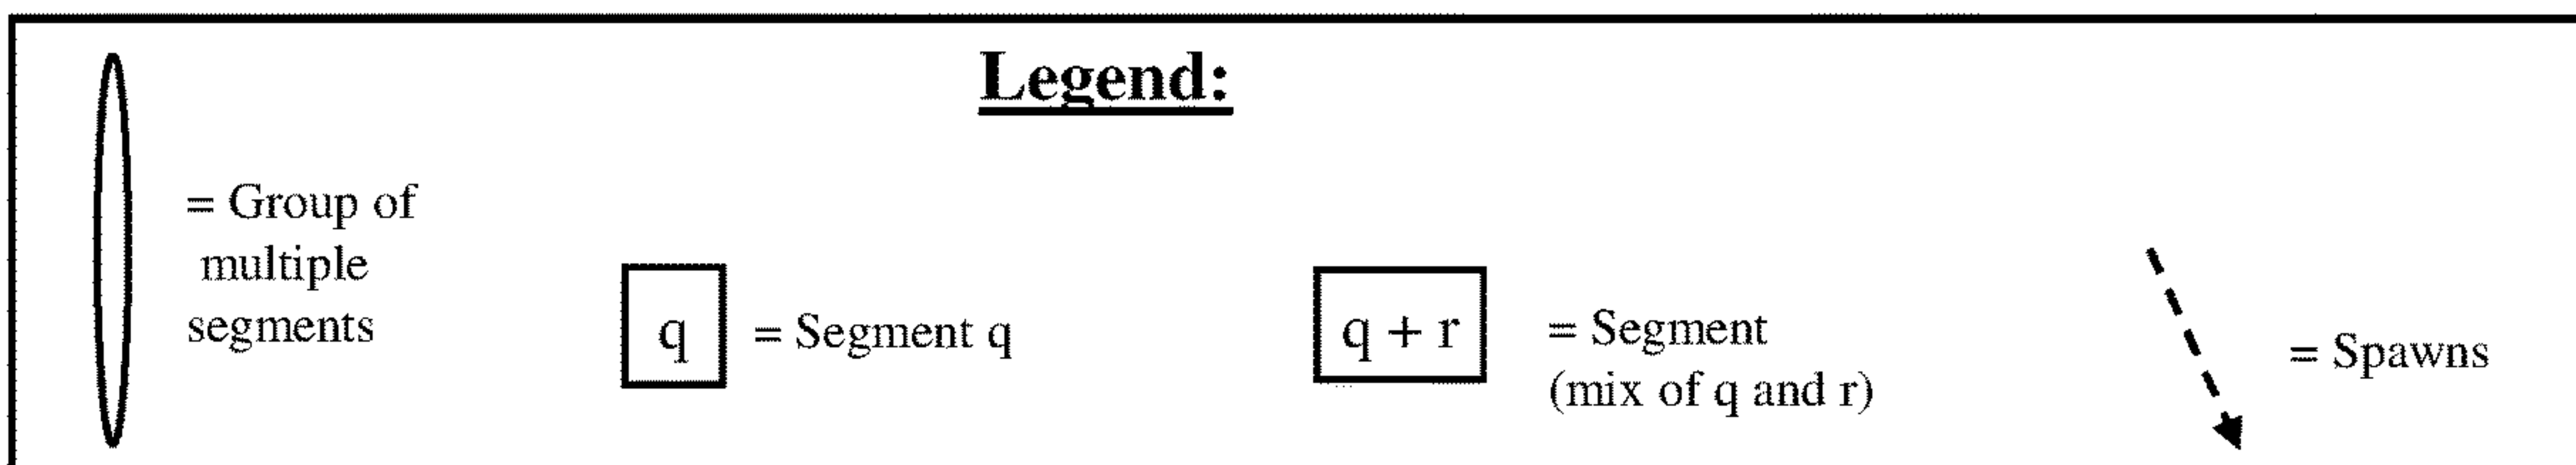 Legend:
= Group of
multiple
segments
q
= Segment q
q + r
= Segment
(mix of q and r)
= Spawns